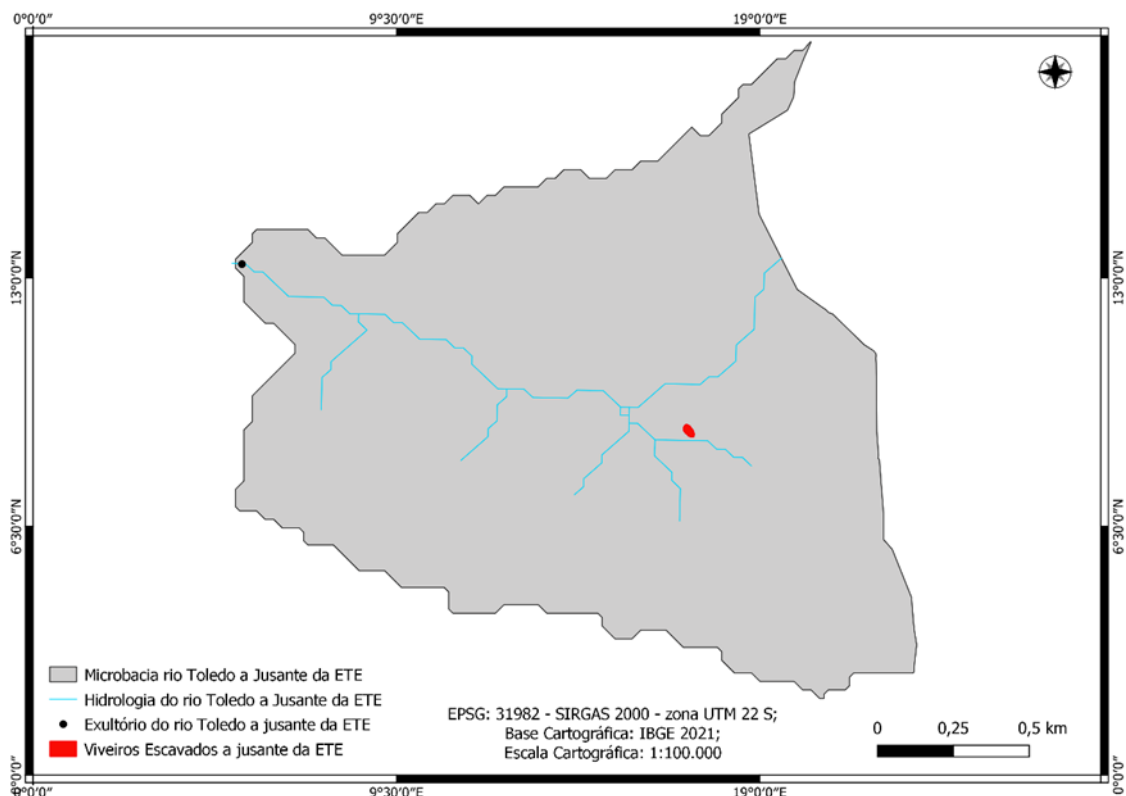 0°0′0″
9°30′0″E
19°0′0″E
13°0′0″N
13°0′0″N
6°30′0″N
6°30′0″N
Microbacia rio Toledo a Jusante da ETE
Hidrologia do rio Toledo a Jusante da ETE
Exultório do rio Toledo a jusante da ETE
Viveiros Escavados a jusante da ETE
EPSG: 31982 - SIRGAS 2000 - zona UTM 22 S;
Base Cartográfica: IBGE 2021;
Escala Cartográfica: 1:100.000
0 0,25 0,5 km
0°0′0″
0°0′0″
9°30′0″E
19°0′0″E